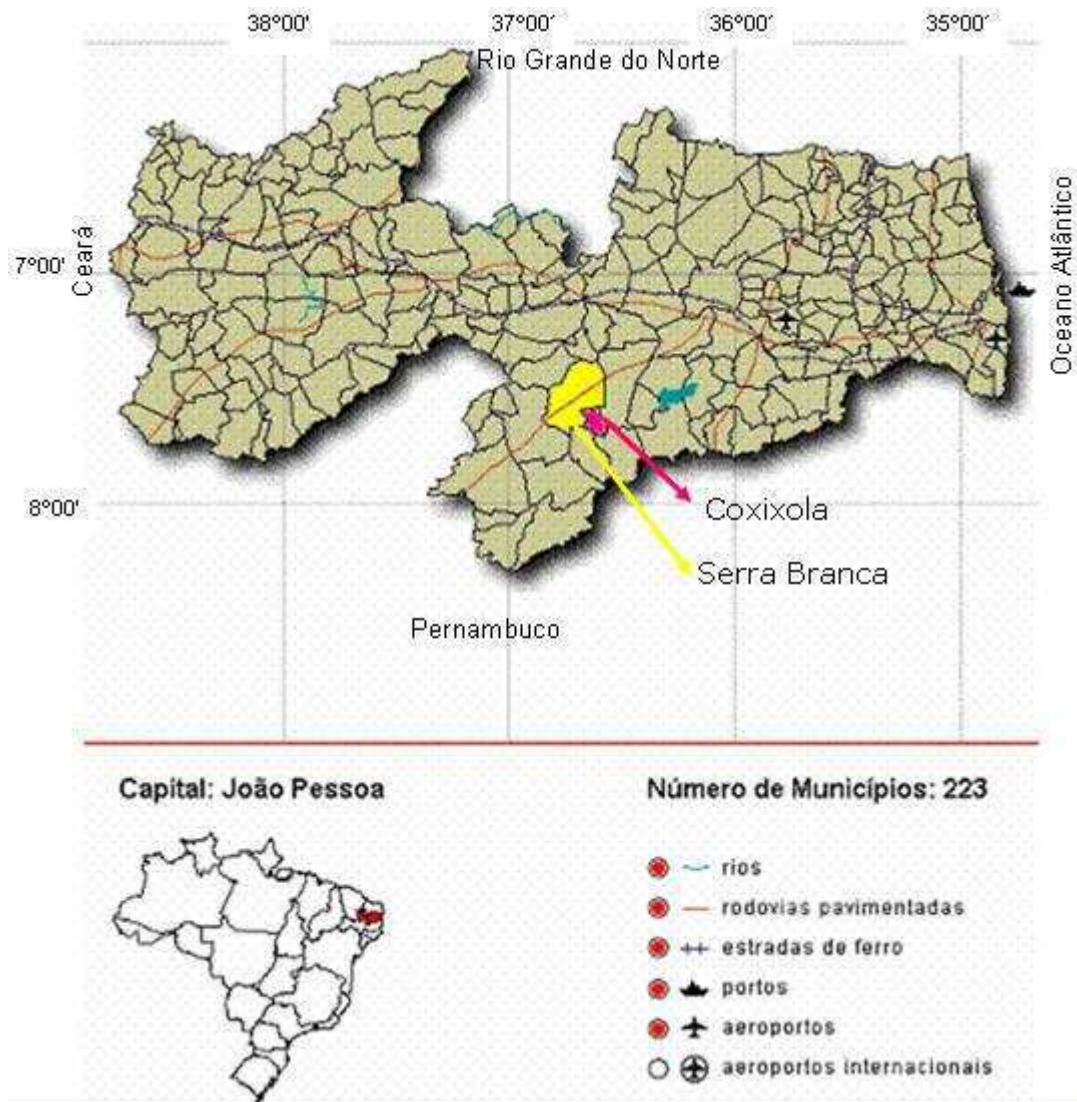 38°00' 37°00' 36°00' 35°00'
Rio Grande do Norte
Ceará
Oceano Atlântico
7°00'
8°00'
Coxixola
Serra Branca
Pernambuco
Capital: João Pessoa
Número de Municípios: 223
rios
rodovias pavimentadas
estradas de ferro
portos
aeroportos
aeroportos internacionais